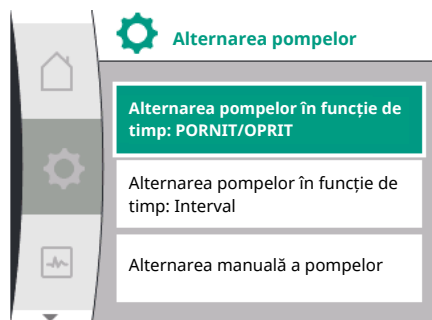 Alternarea pompelor
Alternarea pompelor în funcție de
timp: PORNIT/OPRIT
Alternarea pompelor în funcție de
timp: Interval
Alternarea manuală a pompelor